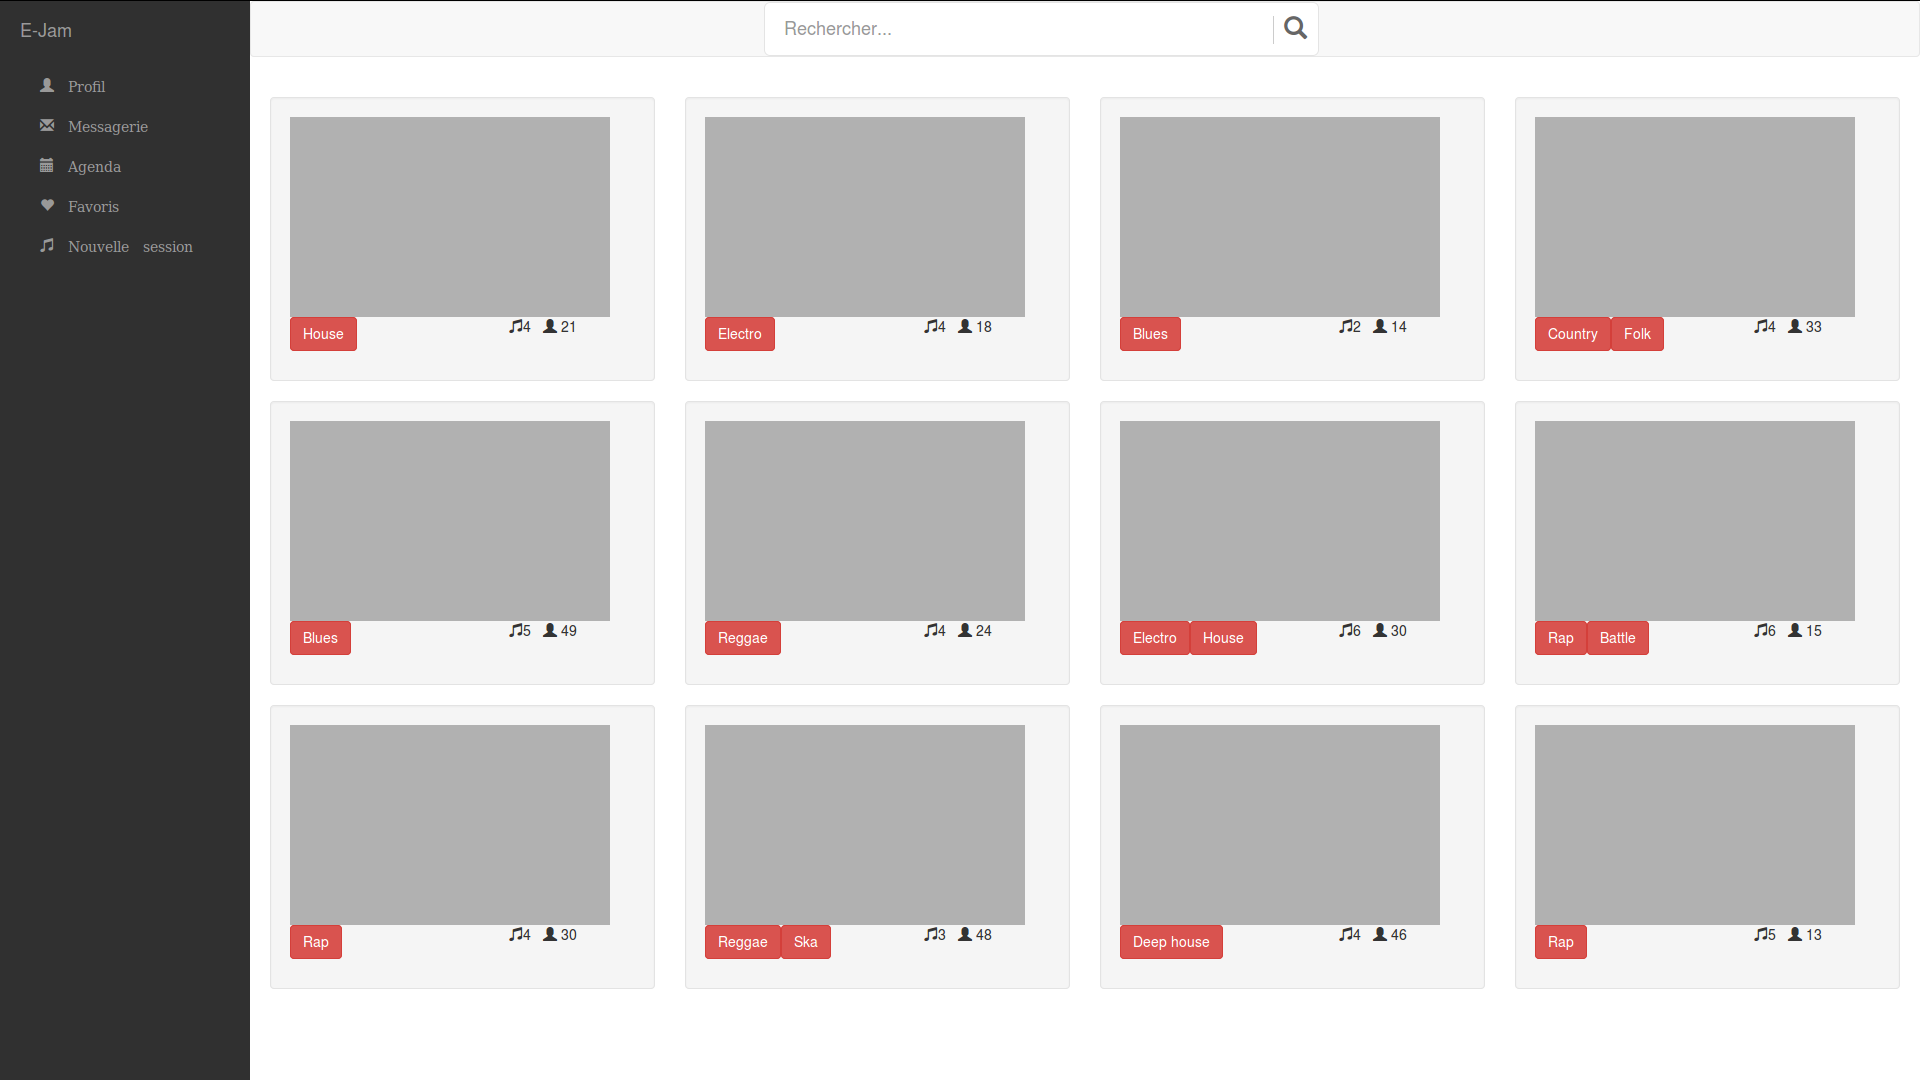 E-Jam
Rechercher...
Profil
Messagerie
Agenda
Favoris
Nouvelle session
House 4 21
Electro 4 18
Blues 2 14
Country Folk 4 33
Blues 5 49
Reggae 4 24
Electro House 6 30
Rap Battle 6 15
Rap 4 30
Reggae Ska 3 48
Deep house 4 46
Rap 5 13